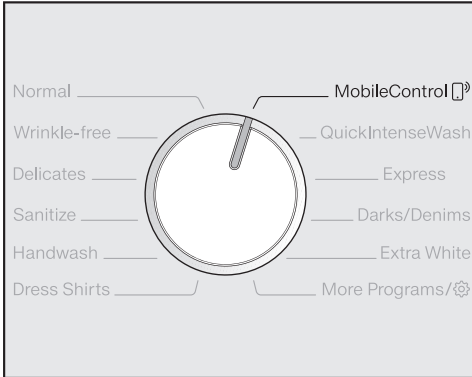 Normal
MobileControl
Wrinkle-free
QuickIntenseWash
Delicates
Express
Sanitize
Darks/Denims
Handwash
Extra White
Dress Shirts
More Programs/